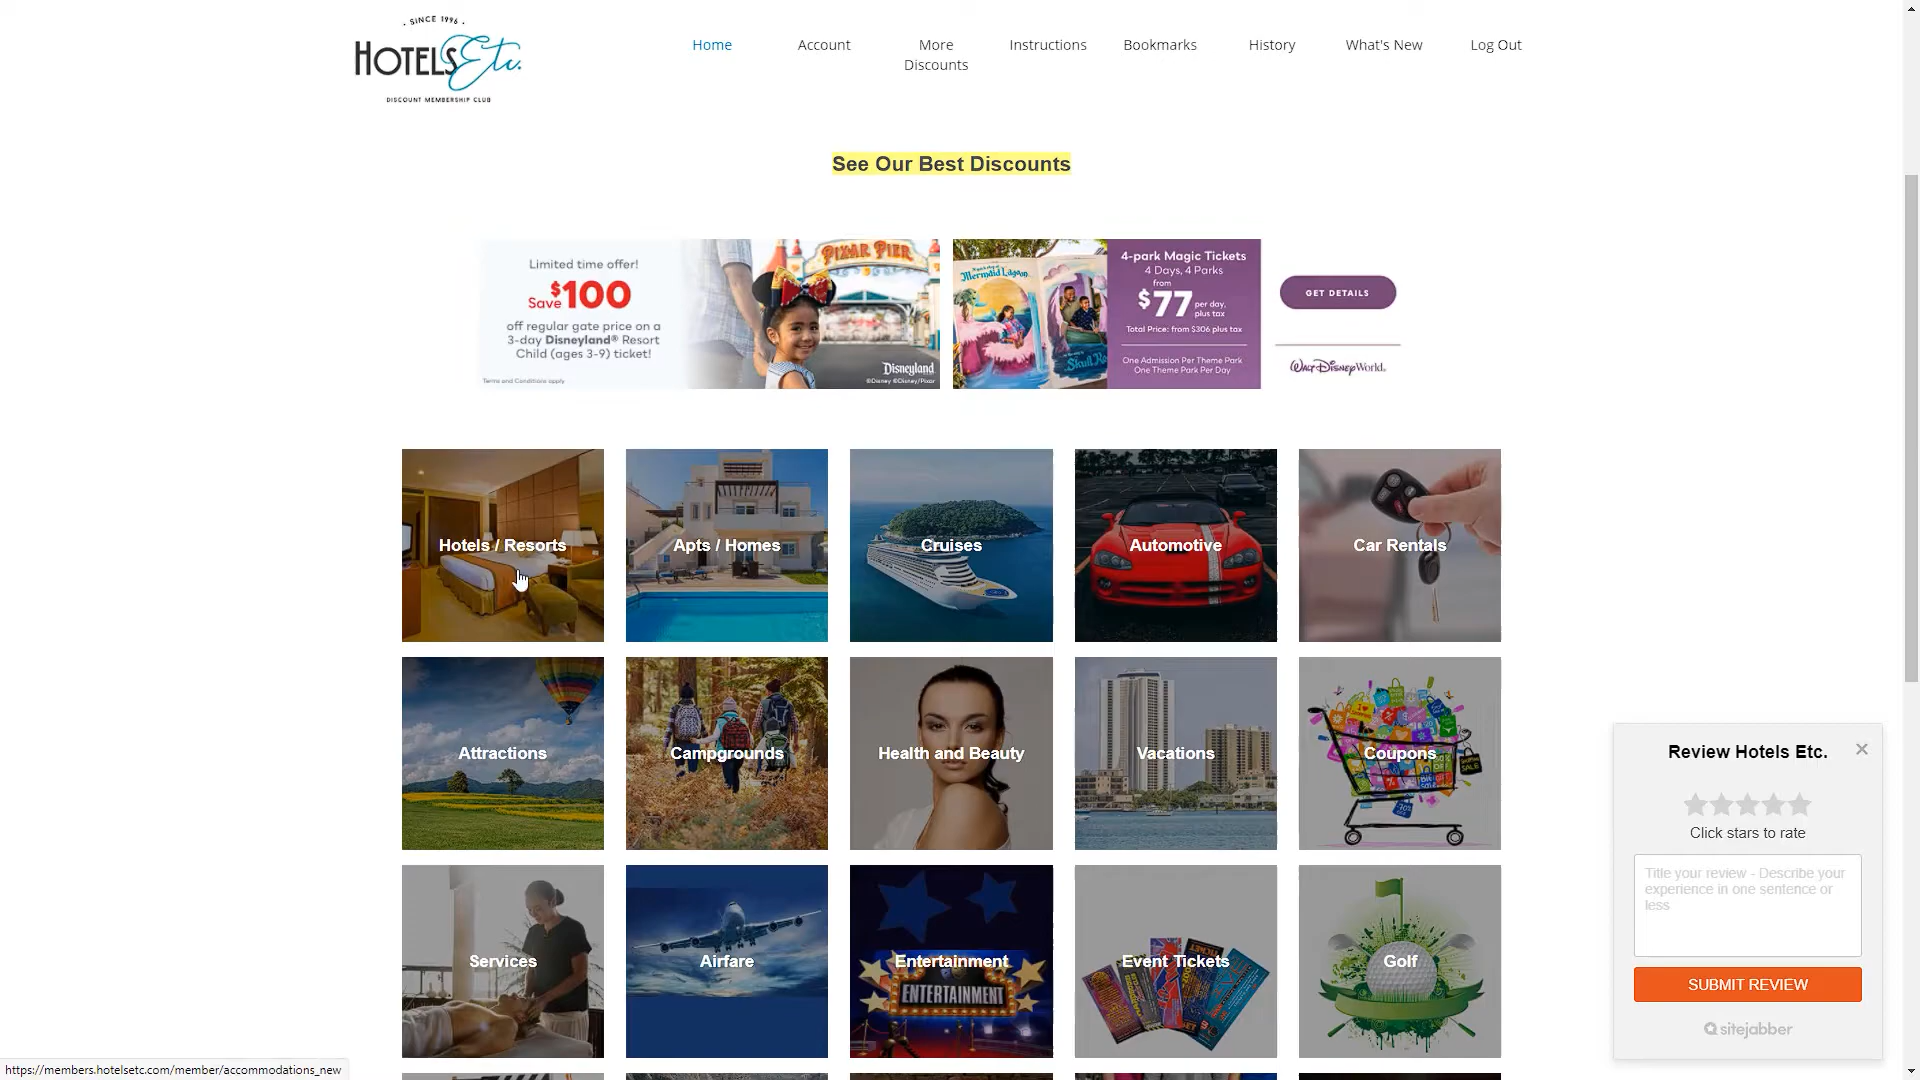 · SINCE 1996 ·
HOTELS Etc.
DISCOUNT MEMBERSHIP CLUB
Home
Account
More
Discounts
Instructions
Bookmarks
History
What's New
Log Out
See Our Best Discounts
Limited time offer!
Save $100
off regular gate price on a
3-day Disneyland® Resort
Child (ages 3-9) ticket!
Terms and Conditions apply
PIXAR PIER
Disneyland
©Disney ©Disney/Pixar
Mermaid Lagoon
Skull Ro
4-park Magic Tickets
4 Days, 4 Parks
from
$77 per day,
plus tax
Total Price: from $306 plus tax
One Admission Per Theme Park
One Theme Park Per Day
GET DETAILS
WALT DISNEY World.
Hotels / Resorts
Apts / Homes
Cruises
Automotive
Car Rentals
Attractions
Campgrounds
Health and Beauty
Vacations
Coupons
Services
Airfare
Entertainment
ENTERTAINMENT
Event Tickets
Golf
Review Hotels Etc.
×
Click stars to rate
Title your review - Describe your
experience in one sentence or
less
SUBMIT REVIEW
sitejabber
https://members.hotelsetc.com/member/accommodations_new